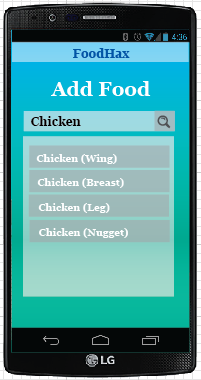 4:36
FoodHax
Add Food
Chicken
Chicken (Wing)
Chicken (Breast)
Chicken (Leg)
Chicken (Nugget)
LG